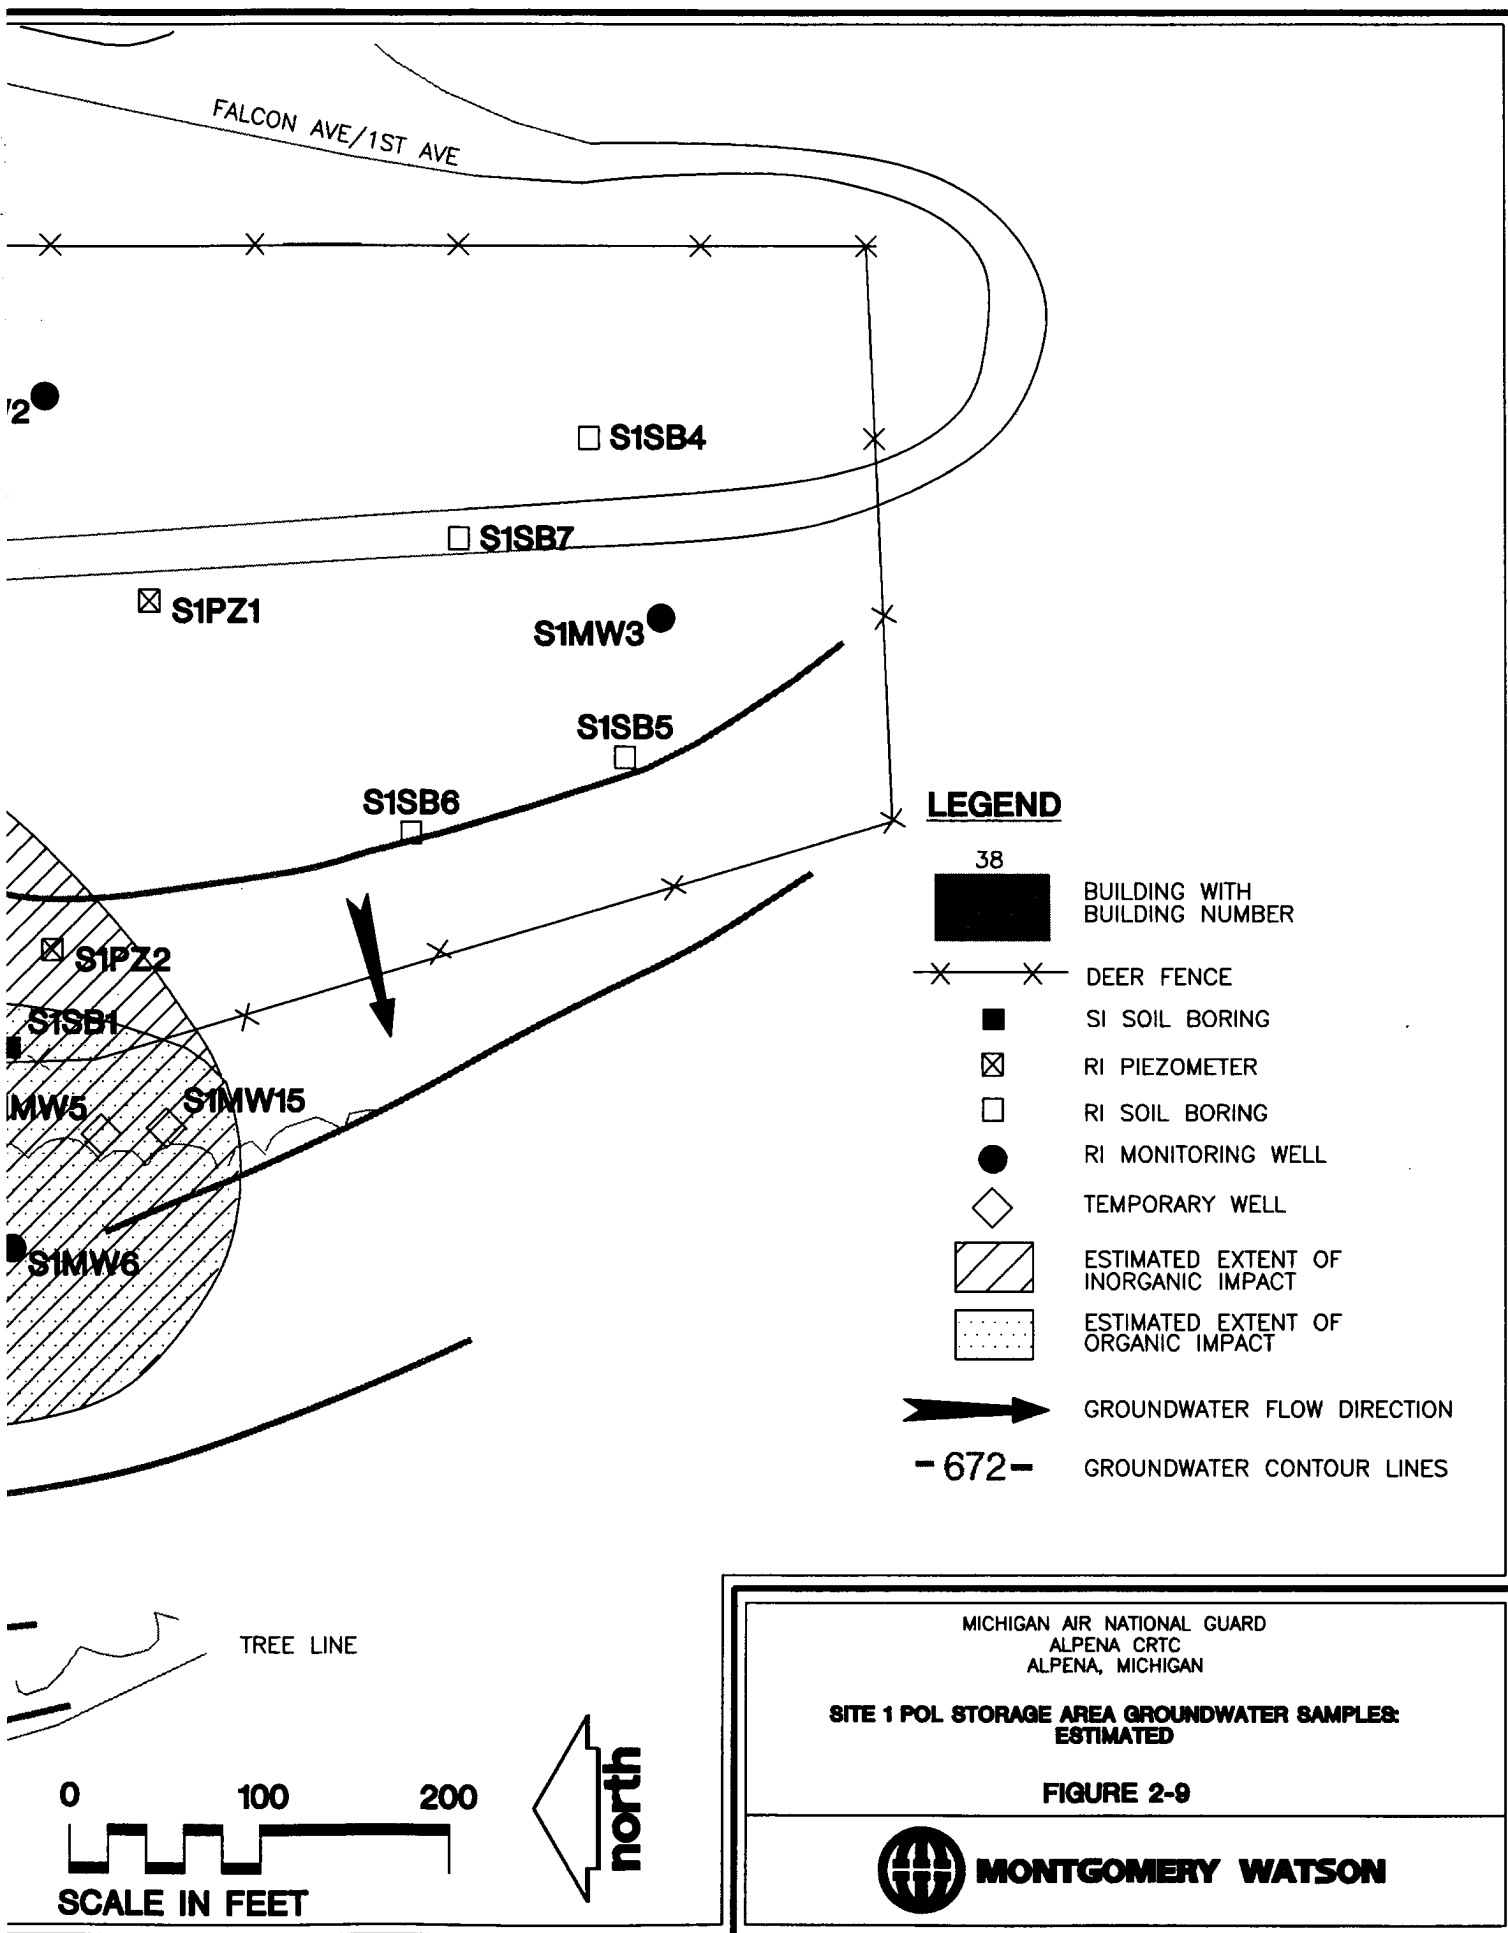 FALCON AVE/1ST AVE
S1SB4
S1SB7
S1PZ1
S1MW3
S1SB5
S1SB6
S1PZ2
S1SB1
S1MW15
MW5
S1MW6
LEGEND
38
BUILDING WITH
BUILDING NUMBER
DEER FENCE
SI SOIL BORING
RI PIEZOMETER
RI SOIL BORING
RI MONITORING WELL
TEMPORARY WELL
ESTIMATED EXTENT OF
INORGANIC IMPACT
ESTIMATED EXTENT OF
ORGANIC IMPACT
GROUNDWATER FLOW DIRECTION
-672- GROUNDWATER CONTOUR LINES
TREE LINE
0 100 200
SCALE IN FEET
north
MICHIGAN AIR NATIONAL GUARD
ALPENA CRTC
ALPENA, MICHIGAN
SITE 1 POL STORAGE AREA GROUNDWATER SAMPLES:
ESTIMATED
FIGURE 2-9
MONTGOMERY WATSON